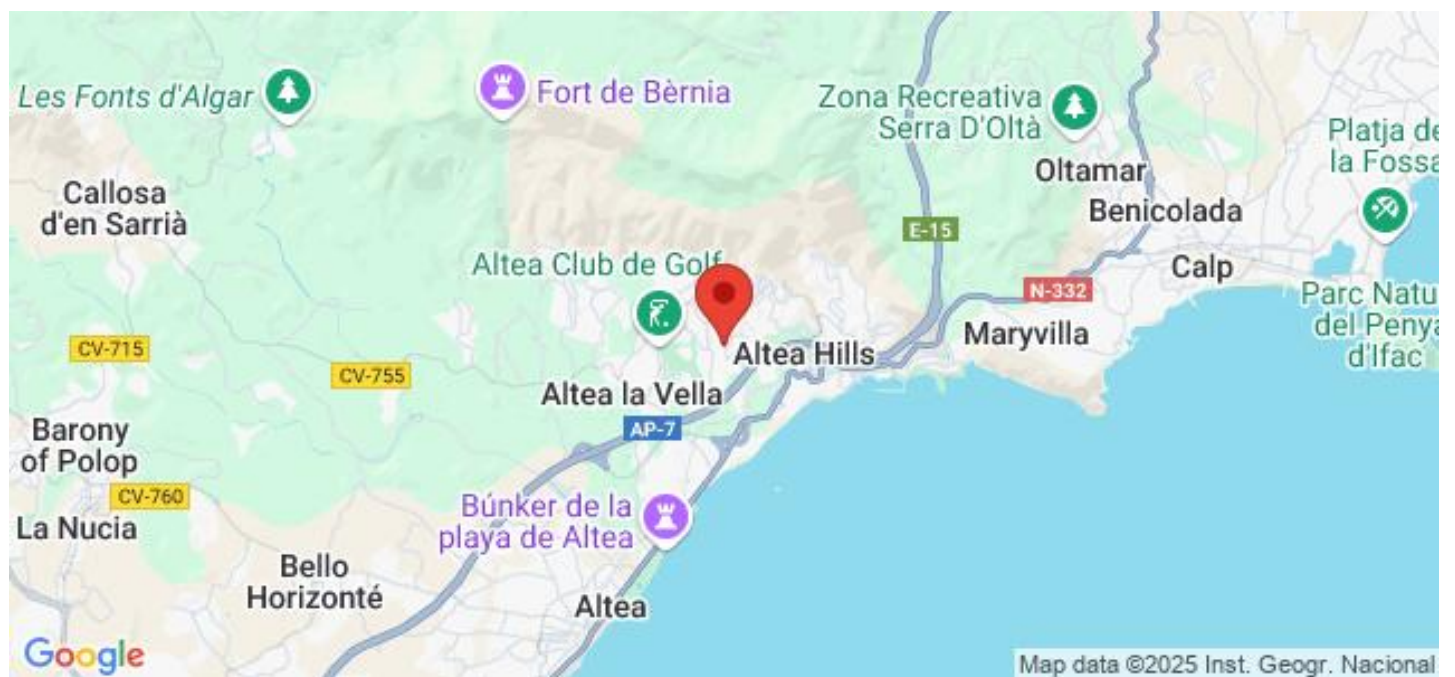 Les Fonts d'Algar
Fort de Bèrnia
Zona Recreativa
Serra D'Oltà
Platja de
la Fossa
Oltamar
Callosa
d'en Sarrià
Benicolada
E-15
Altea Club de Golf
Calp
N-332
Parc Natu
del Penya
d'Ifac
Maryvilla
CV-715
Altea Hills
CV-755
Altea la Vella
AP-7
Barony
of Polop
CV-760
Búnker de la
playa de Altea
La Nucia
Bello
Horizonté
Altea
Google
Map data ©2025 Inst. Geogr. Nacional